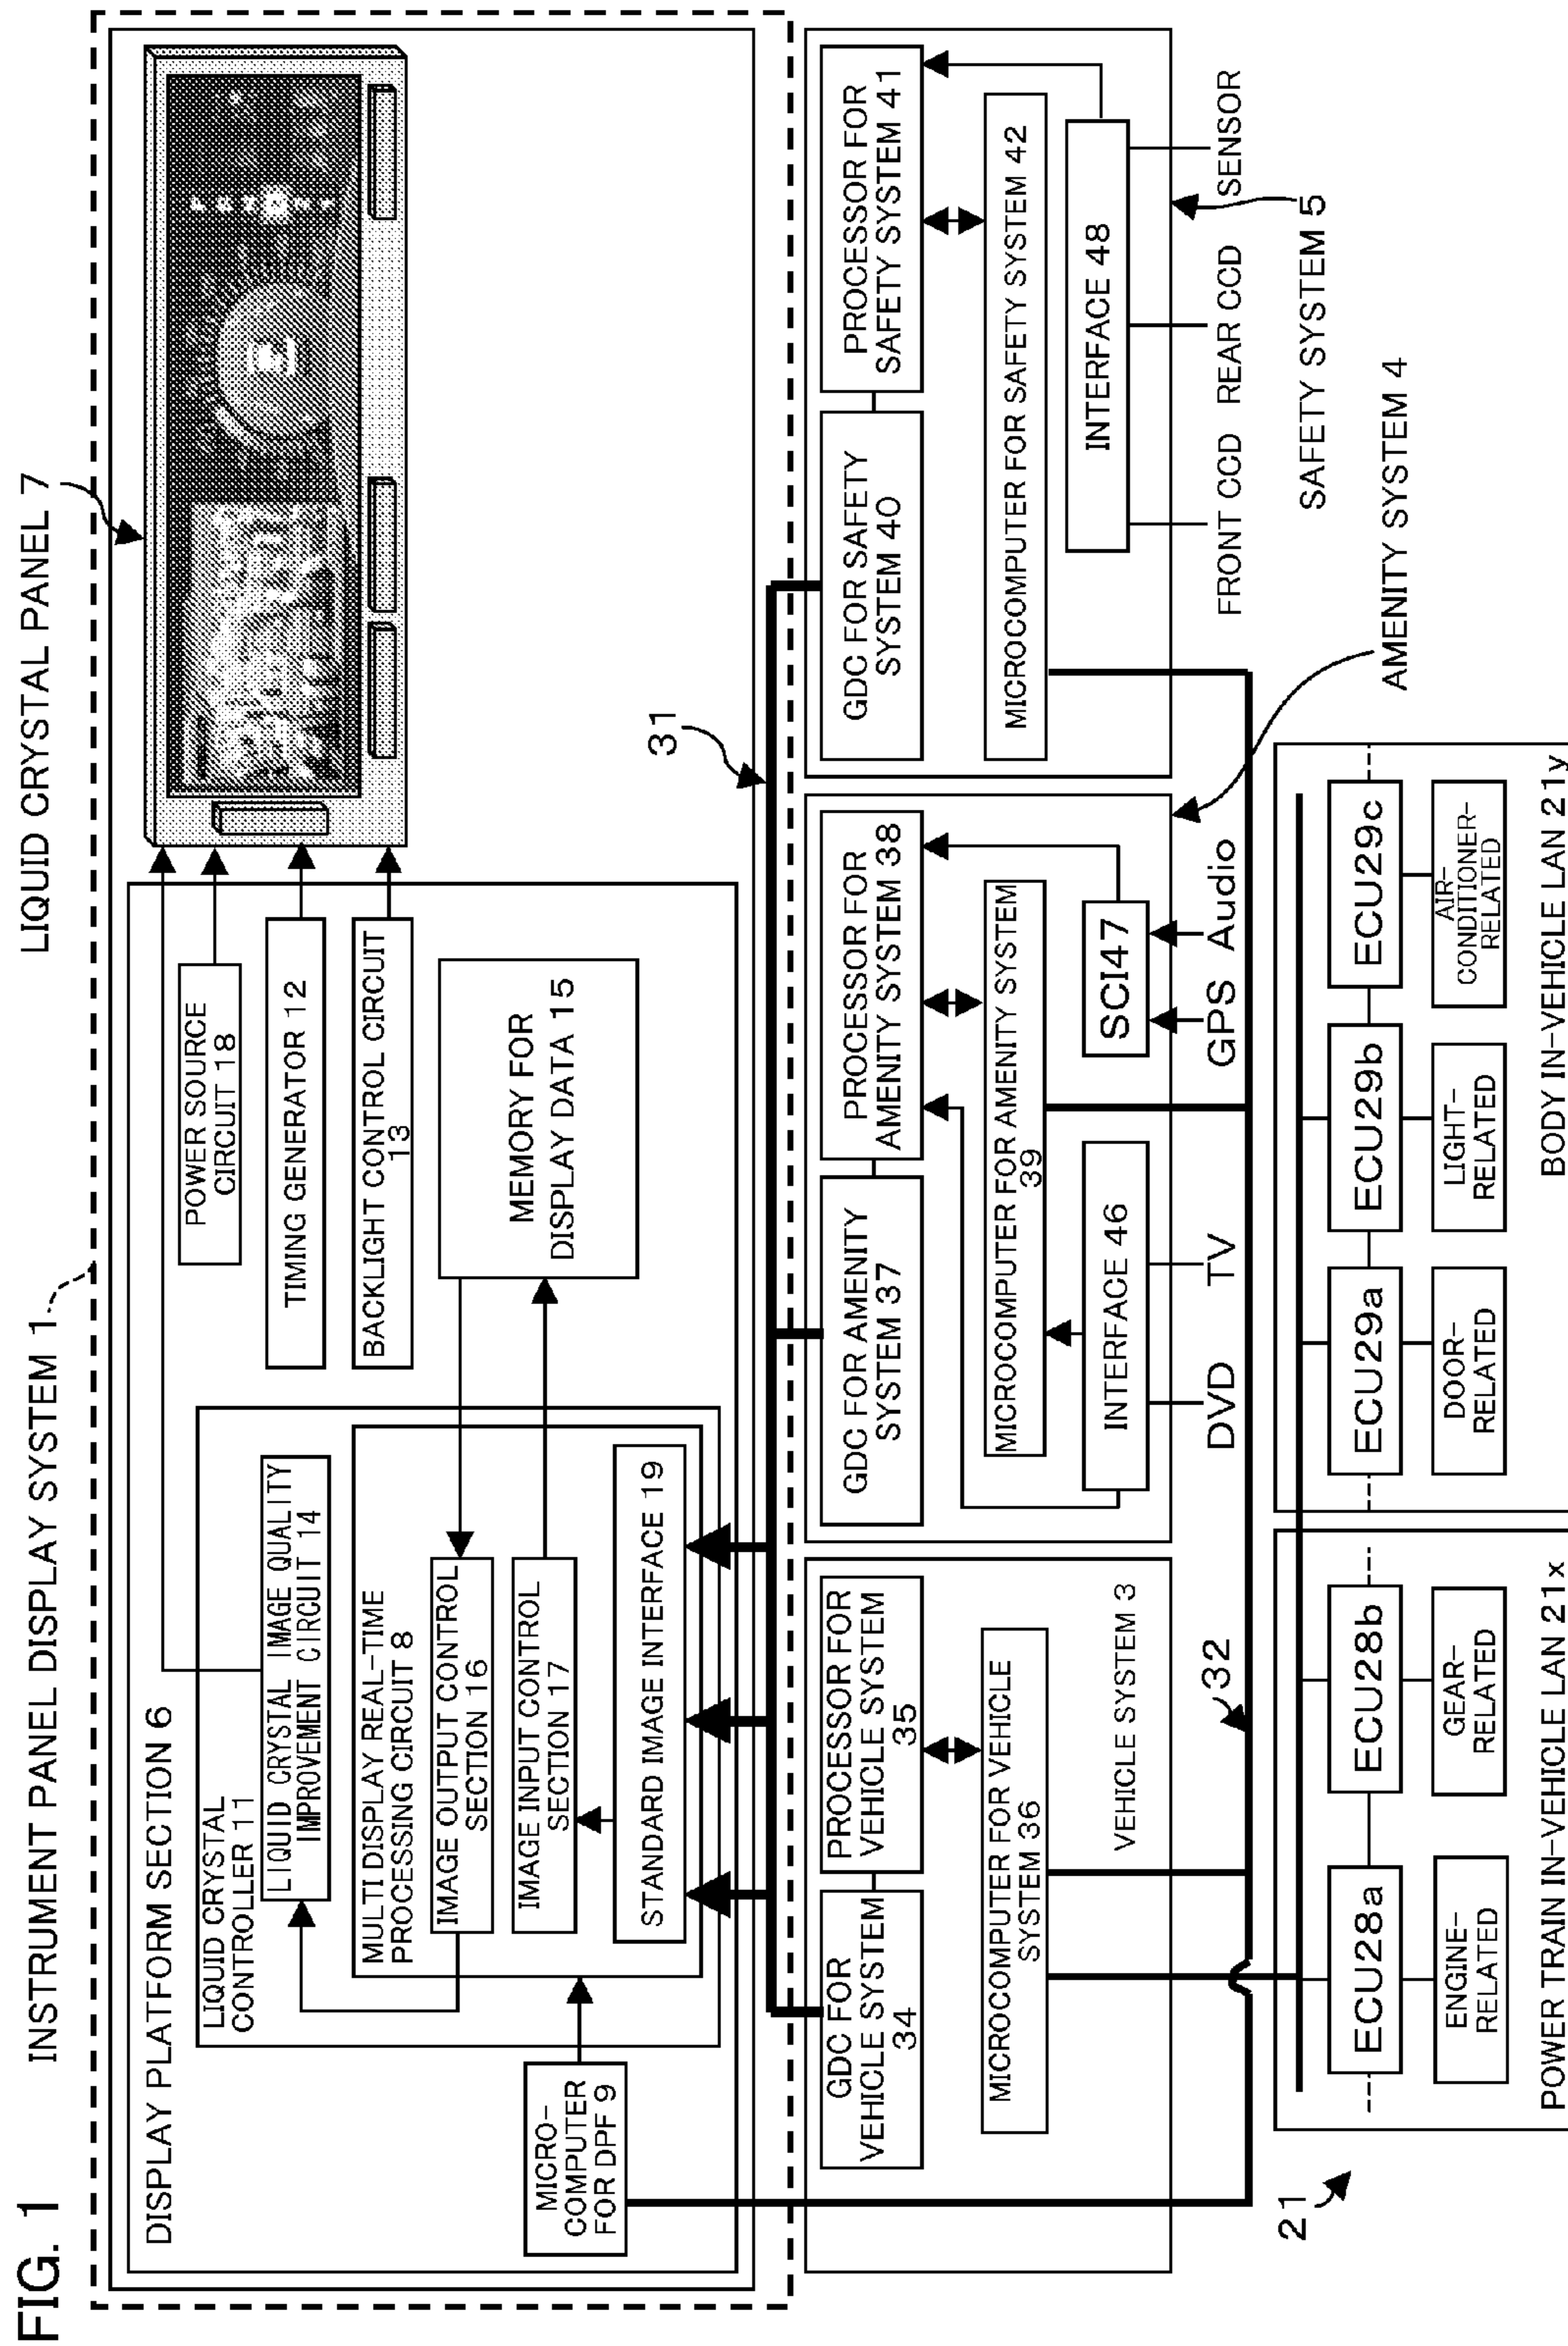 FIG. 1
INSTRUMENT PANEL DISPLAY SYSTEM 1
LIQUID CRYSTAL PANEL 7
DISPLAY PLATFORM SECTION 6
LIQUID CRYSTAL
CONTROLLER 11
LIQUID CRYSTAL IMAGE QUALITY
IMPROVEMENT CIRCUIT 14
MULTI DISPLAY REAL-TIME
PROCESSING CIRCUIT 8
IMAGE OUTPUT CONTROL
SECTION 16
IMAGE INPUT CONTROL
SECTION 17
STANDARD IMAGE INTERFACE 19
MICRO-
COMPUTER
FOR DPF 9
POWER SOURCE
CIRCUIT 18
TIMING GENERATOR 12
BACKLIGHT CONTROL CIRCUIT
13
MEMORY FOR
DISPLAY DATA 15
31
GDC FOR
VEHICLE SYSTEM
34
PROCESSOR FOR
VEHICLE SYSTEM
35
MICROCOMPUTER FOR VEHICLE
SYSTEM 36
VEHICLE SYSTEM 3
GDC FOR AMENITY
SYSTEM 37
PROCESSOR FOR
AMENITY SYSTEM 38
MICROCOMPUTER FOR AMENITY SYSTEM
39
INTERFACE 46
SCI47
DVD
TV
GPS
Audio
GDC FOR SAFETY
SYSTEM 40
PROCESSOR FOR
SAFETY SYSTEM 41
MICROCOMPUTER FOR SAFETY SYSTEM 42
INTERFACE 48
FRONT CCD
REAR CCD
SENSOR
SAFETY SYSTEM 5
AMENITY SYSTEM 4
32
21
ECU28a
ECU28b
ENGINE-
RELATED
GEAR-
RELATED
POWER TRAIN IN-VEHICLE LAN 21x
ECU29a
ECU29b
ECU29c
DOOR-
RELATED
LIGHT-
RELATED
AIR-
CONDITIONER-
RELATED
BODY IN-VEHICLE LAN 21y